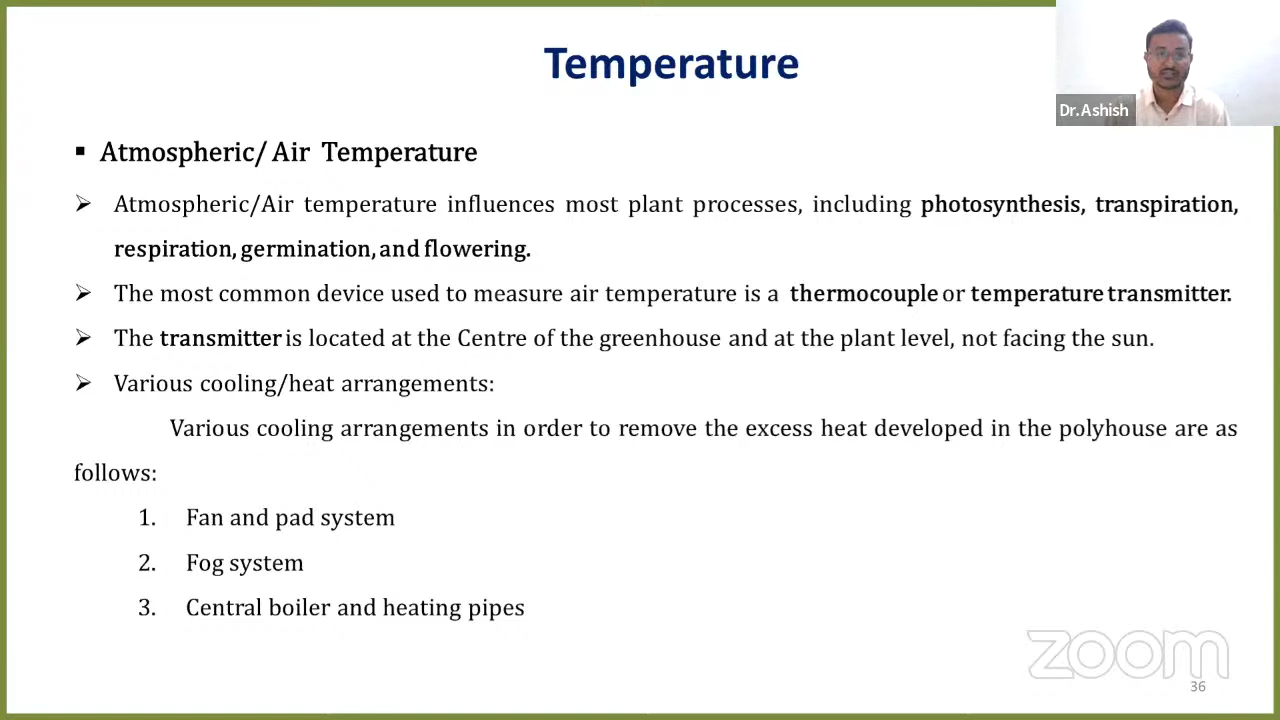 Temperature
Dr.Ashish
▪ Atmospheric/ Air Temperature
➢ Atmospheric/Air temperature influences most plant processes, including photosynthesis, transpiration,
respiration, germination, and flowering.
➢ The most common device used to measure air temperature is a thermocouple or temperature transmitter.
➢ The transmitter is located at the Centre of the greenhouse and at the plant level, not facing the sun.
➢ Various cooling/heat arrangements:
Various cooling arrangements in order to remove the excess heat developed in the polyhouse are as
follows:
1. Fan and pad system
2. Fog system
3. Central boiler and heating pipes
zoom
36